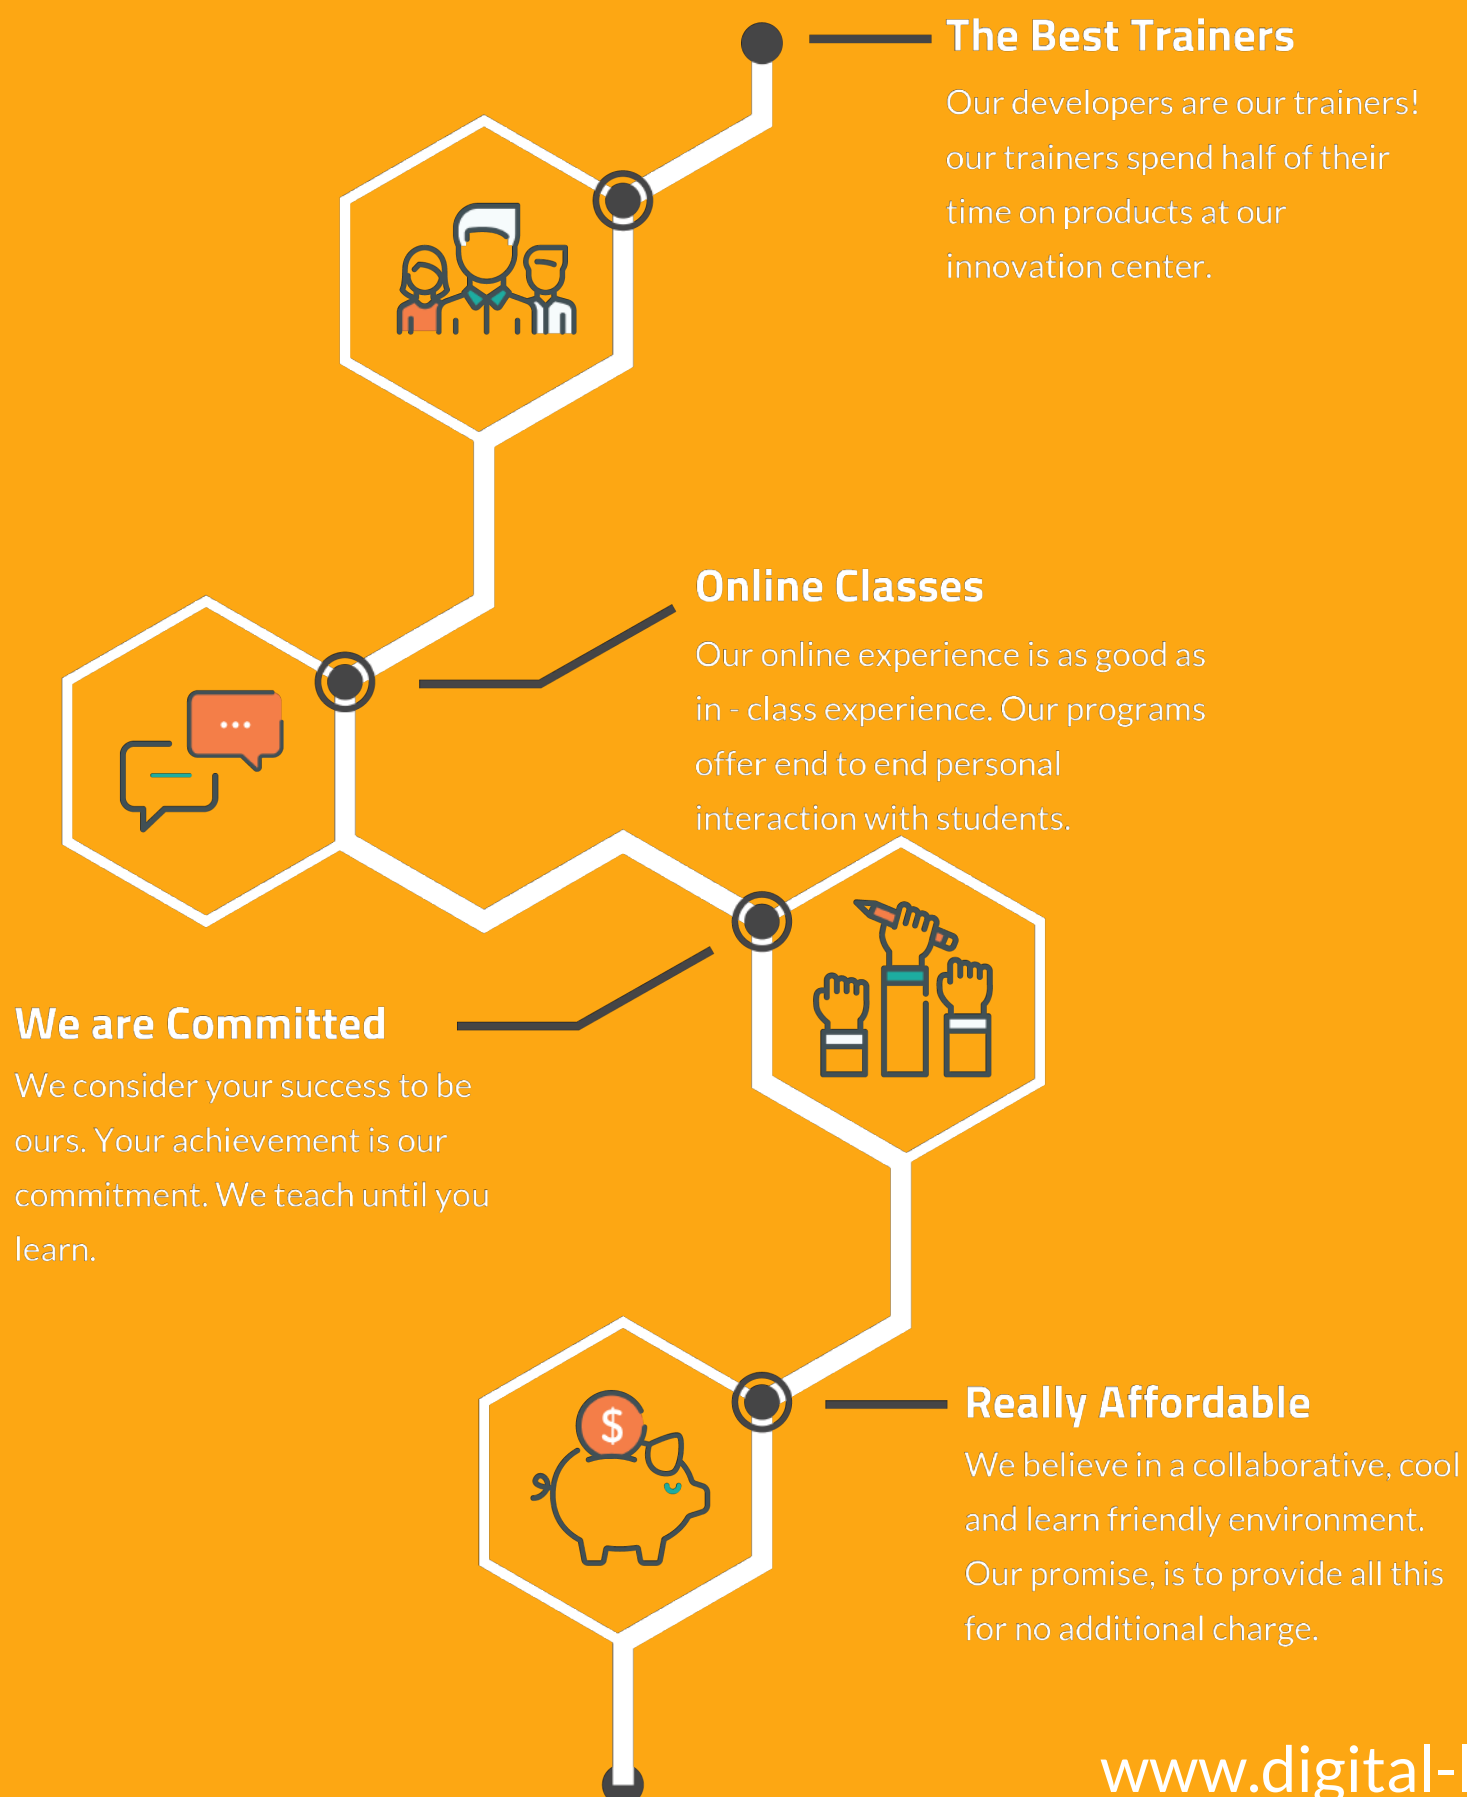 The Best Trainers
Our developers are our trainers!
our trainers spend half of their
time on products at our
innovation center.
Online Classes
Our online experience is as good as
in - class experience. Our programs
offer end to end personal
interaction with students.
We are Committed
We consider your success to be
ours. Your achievement is our
commitment. We teach until you
learn.
$
Really Affordable
We believe in a collaborative, cool
and learn friendly environment.
Our promise, is to provide all this
for no additional charge.
www.digital-